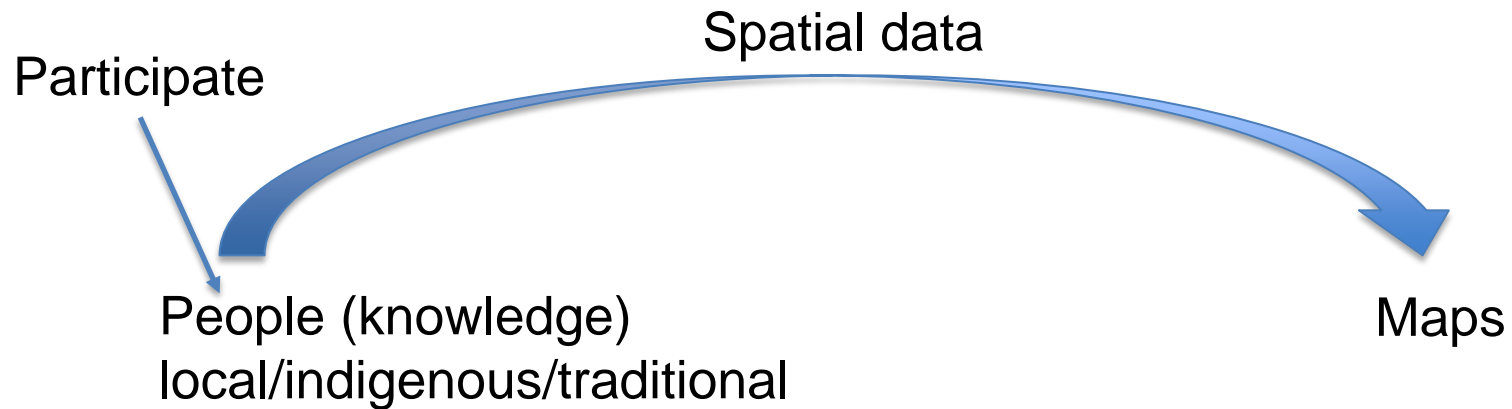 Spatial data
Participate
People (knowledge)
local/indigenous/traditional
Maps